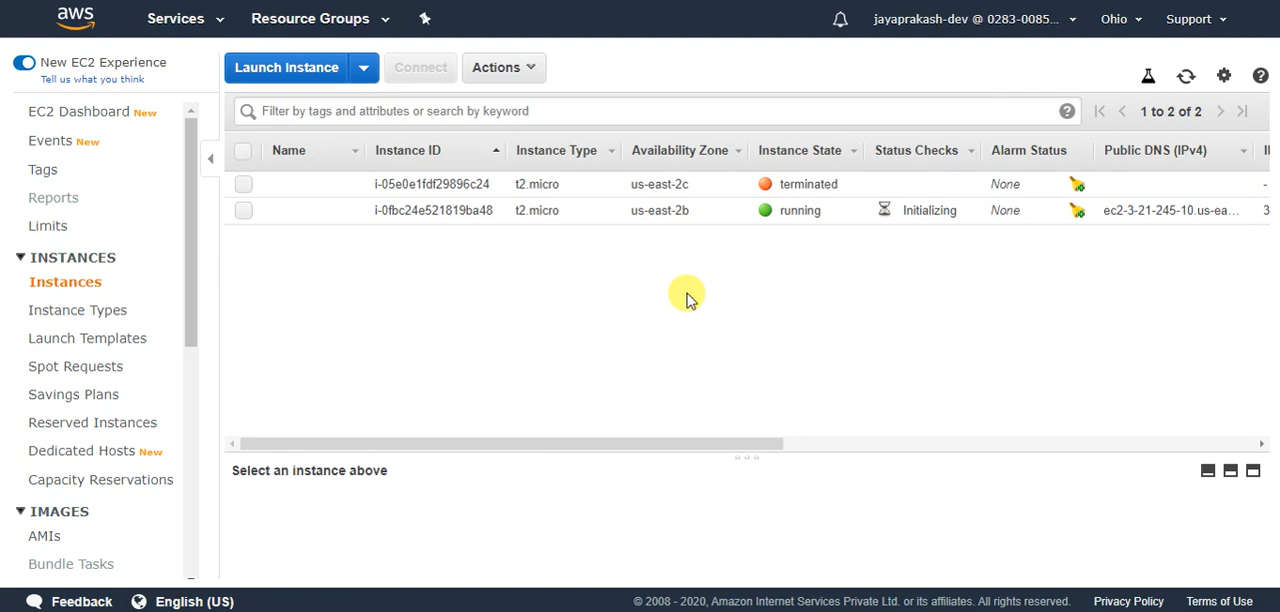 aws Services Resource Groups jayaprakash-dev @ 0283-0085... Ohio Support
New EC2 Experience
Tell us what you think
EC2 Dashboard New
Events New
Tags
Reports
Limits
INSTANCES
Instances
Instance Types
Launch Templates
Spot Requests
Savings Plans
Reserved Instances
Dedicated Hosts New
Capacity Reservations
IMAGES
AMIs
Bundle Tasks
Launch Instance Connect Actions
Filter by tags and attributes or search by keyword 1 to 2 of 2
Name Instance ID Instance Type Availability Zone Instance State Status Checks Alarm Status Public DNS (IPv4)
i-05e0e1fdf29896c24 t2.micro us-east-2c terminated None -
i-0fbc24e521819ba48 t2.micro us-east-2b running Initializing None ec2-3-21-245-10.us-ea... 3
Select an instance above
Feedback English (US) © 2008 - 2020, Amazon Internet Services Private Ltd. or its affiliates. All rights reserved. Privacy Policy Terms of Use